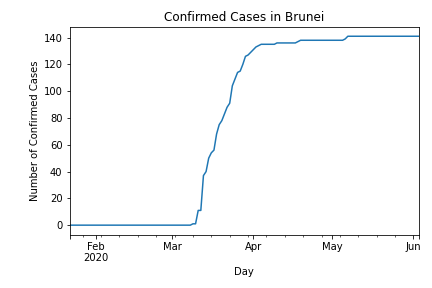 Confirmed Cases in Brunei
140
120
100
80
60
40
20
0
Number of Confirmed Cases
Feb Mar Apr May Jun
2020
Day